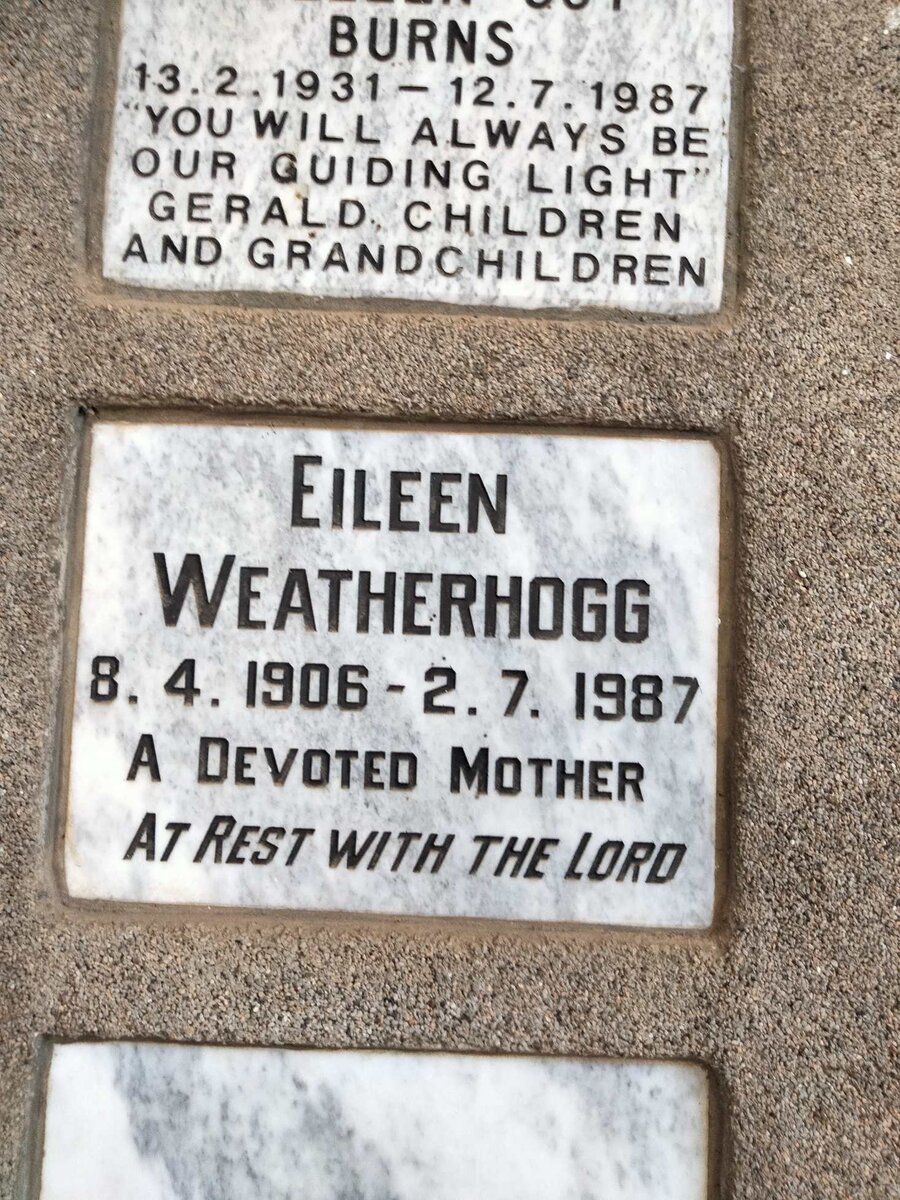 BURNS
13.2.1931 – 12.7.1987
"YOU WILL ALWAYS BE
OUR GUIDING LIGHT"
GERALD, CHILDREN
AND GRANDCHILDREN
EILEEN
WEATHERHOGG
8. 4. 1906 - 2. 7. 1987
A DEVOTED MOTHER
AT REST WITH THE LORD